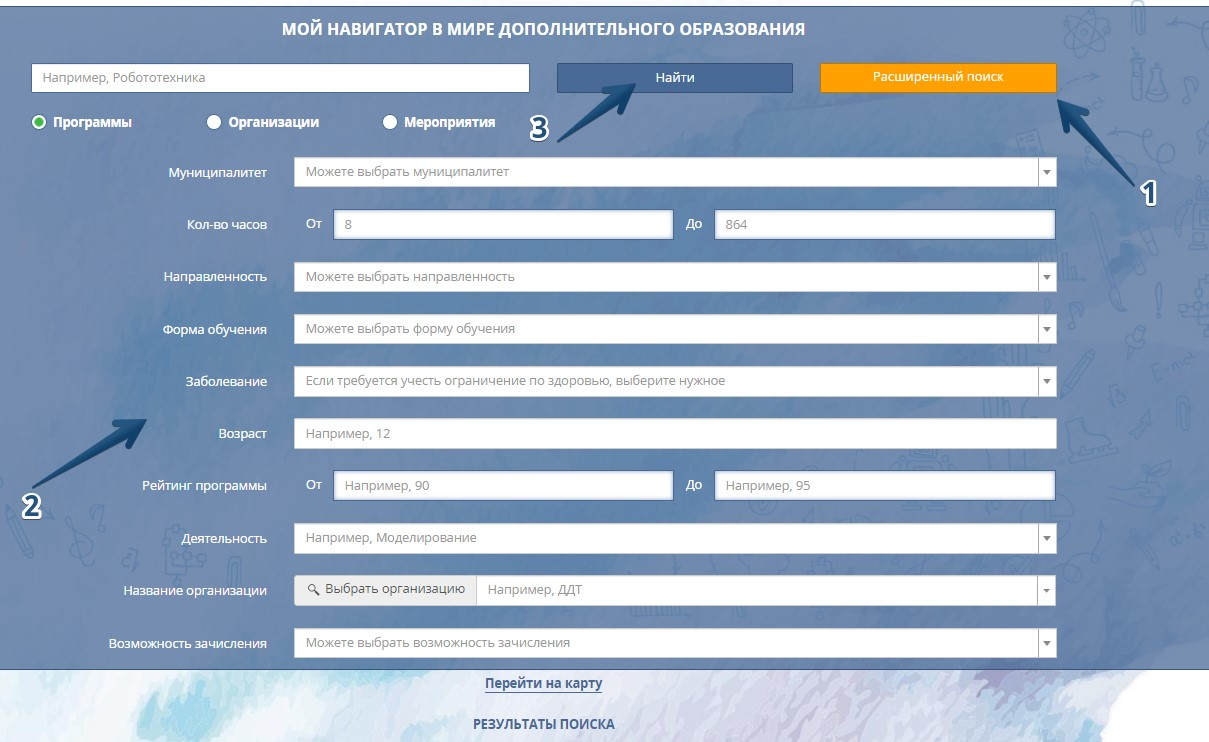 МОЙ НАВИГАТОР В МИРЕ ДОПОЛНИТЕЛЬНОГО ОБРАЗОВАНИЯ
Например, Робототехника Найти Расширенный поиск
Программы Организации Мероприятия 3
Муниципалитет Можете выбрать муниципалитет
1
Кол-во часов От 8 До 864
Направленность Можете выбрать направленность
Форма обучения Можете выбрать форму обучения
Заболевание Если требуется учесть ограничение по здоровью, выберите нужное
Возраст Например, 12
Рейтинг программы От Например, 90 До Например, 95
2
Деятельность Например, Моделирование
Название организации Выбрать организацию Например, ДДТ
Возможность зачисления Можете выбрать возможность зачисления
Перейти на карту
РЕЗУЛЬТАТЫ ПОИСКА